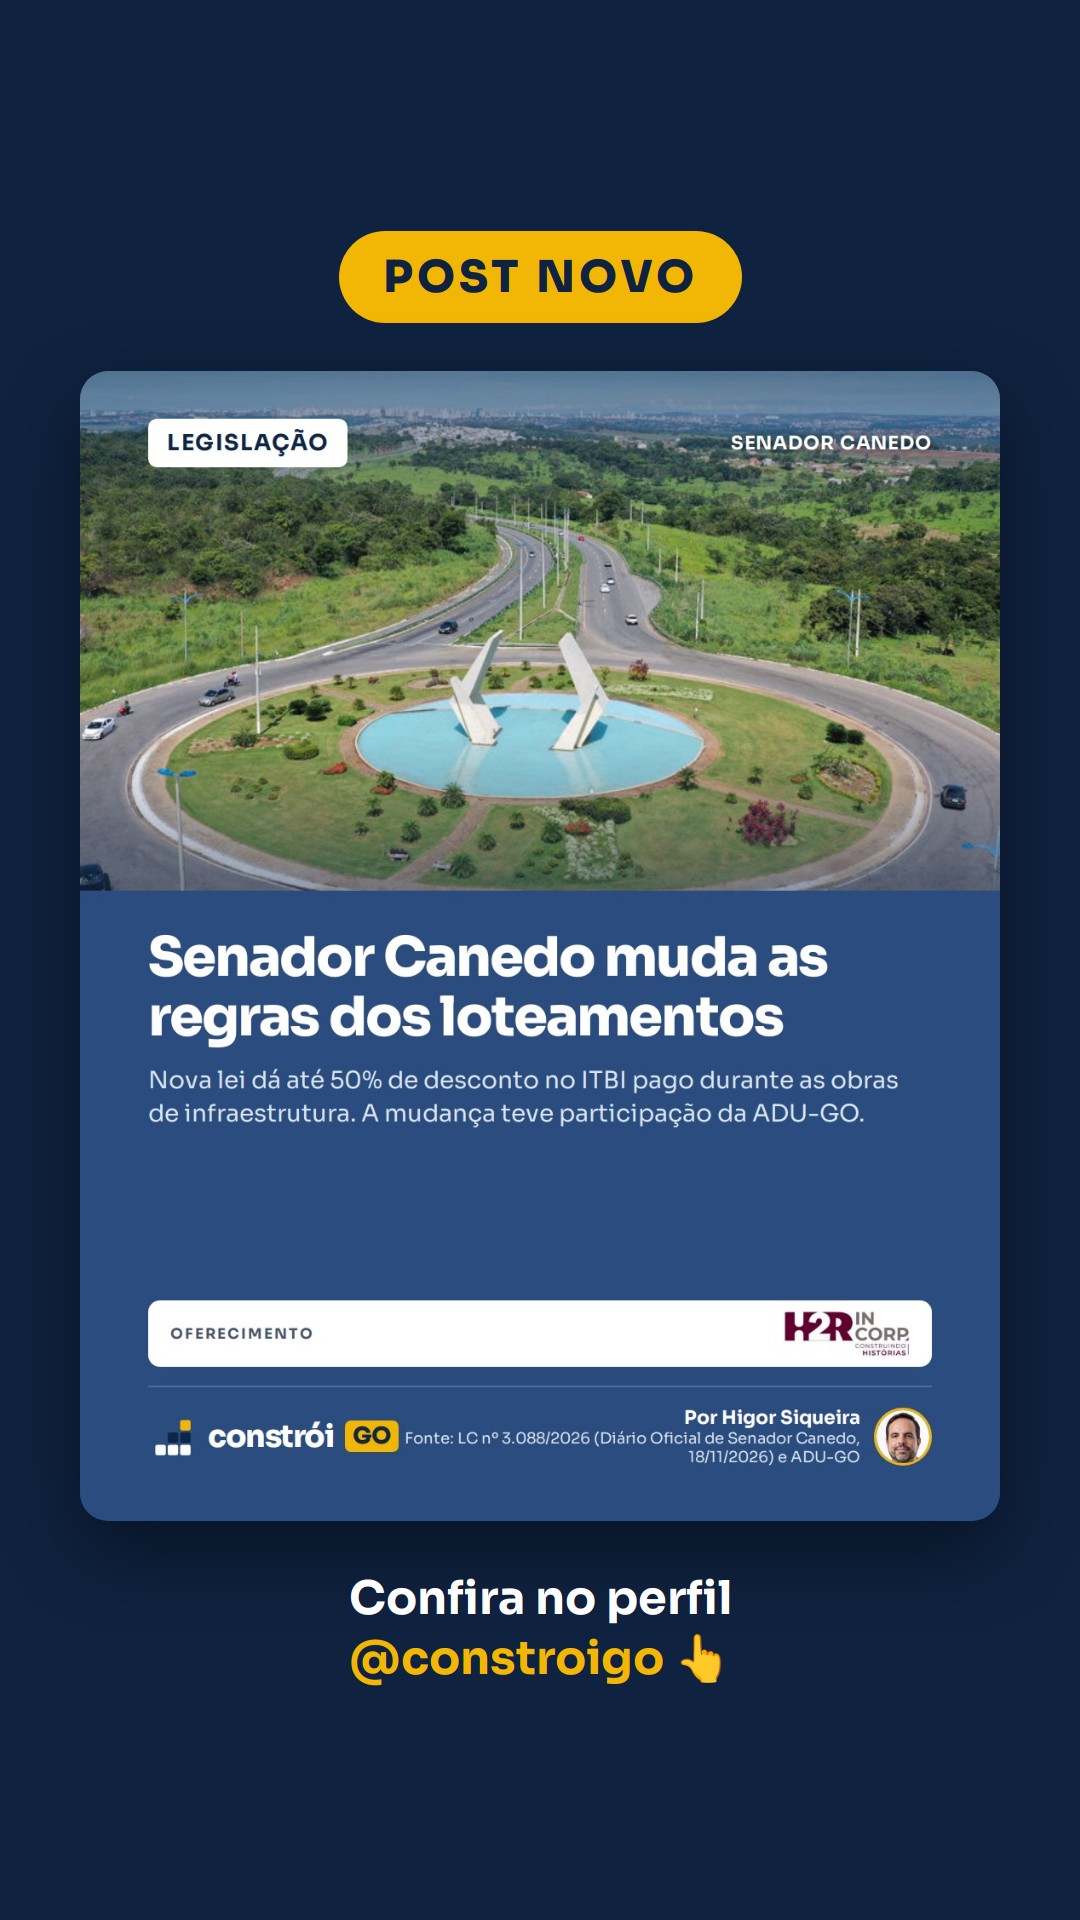 POST NOVO
LEGISLAÇÃO
SENADOR CANEDO
Senador Canedo muda as
regras dos loteamentos
Nova lei dá até 50% de desconto no ITBI pago durante as obras
de infraestrutura. A mudança teve participação da ADU-GO.
OFERECIMENTO
H2R IN
CORP.
CONSTRUINDO
HISTÓRIAS
constrói GO
Por Higor Siqueira
Fonte: LC nº 3.088/2026 (Diário Oficial de Senador Canedo,
18/11/2026) e ADU-GO
Confira no perfil
@constroigo 👆